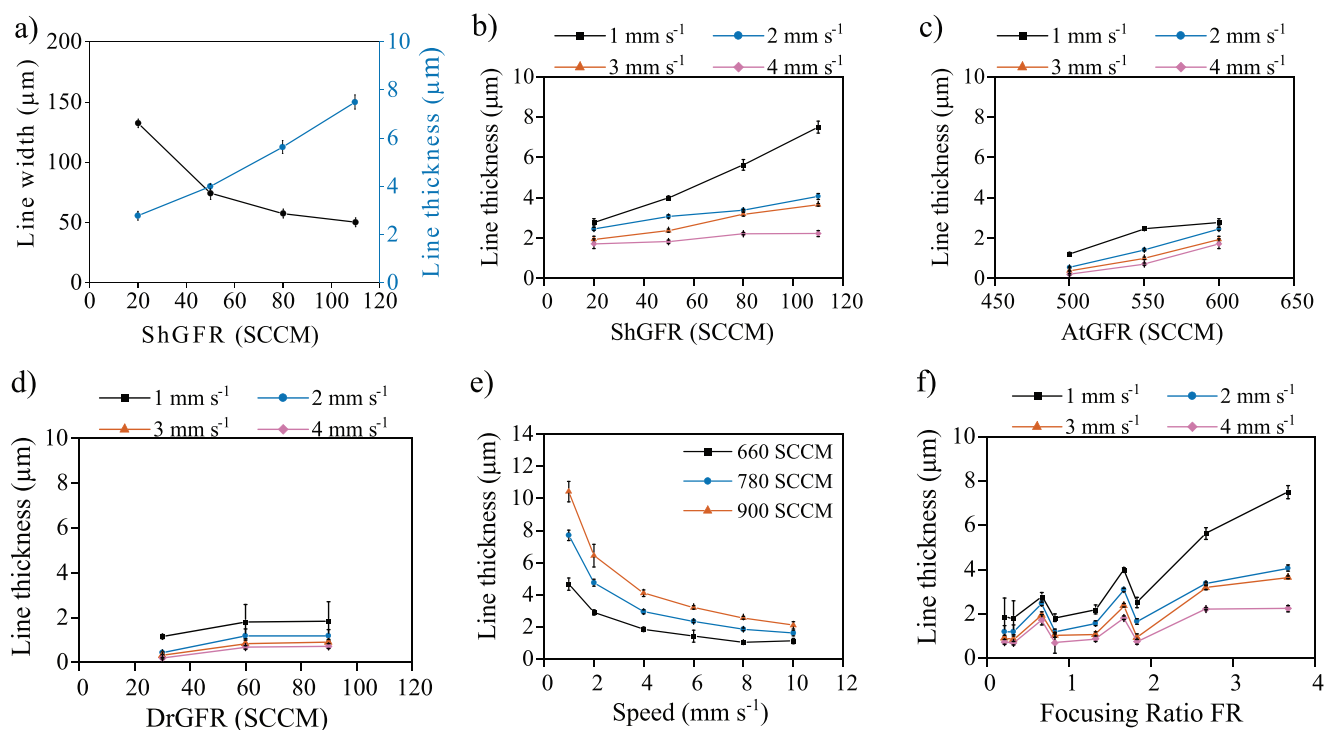 a)
200
150
100
50
0
Line width (µm)
10
8
6
4
2
0
Line thickness (µm)
0 20 40 60 80 100 120
ShGFR (SCCM)
b)
1 mm s⁻¹ 2 mm s⁻¹
3 mm s⁻¹ 4 mm s⁻¹
10
8
6
4
2
0
Line thickness (µm)
0 20 40 60 80 100 120
ShGFR (SCCM)
c)
1 mm s⁻¹ 2 mm s⁻¹
3 mm s⁻¹ 4 mm s⁻¹
10
8
6
4
2
0
Line thickness (µm)
450 500 550 600 650
AtGFR (SCCM)
d)
1 mm s⁻¹ 2 mm s⁻¹
3 mm s⁻¹ 4 mm s⁻¹
10
8
6
4
2
0
Line thickness (µm)
0 20 40 60 80 100 120
DrGFR (SCCM)
e)
14
12
10
8
6
4
2
0
Line thickness (µm)
660 SCCM
780 SCCM
900 SCCM
0 2 4 6 8 10
Speed (mm s⁻¹)
f)
1 mm s⁻¹ 2 mm s⁻¹
3 mm s⁻¹ 4 mm s⁻¹
10
8
6
4
2
0
Line thickness (µm)
0 1 2 3 4
Focusing Ratio FR